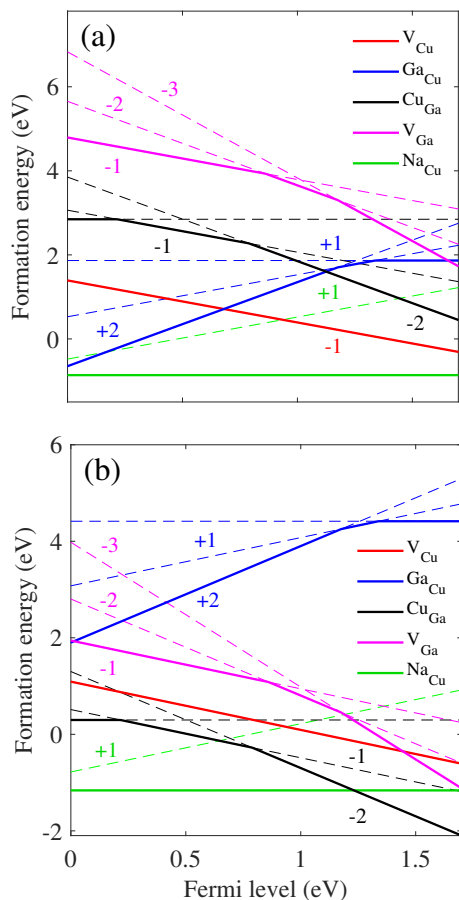 (a)
V_Cu
Ga_Cu
Cu_Ga
V_Ga
Na_Cu
6
4
2
0
Formation energy (eV)
-3
-2
-1
-1
+1
+1
+2
-1
-2
(b)
V_Cu
Ga_Cu
Cu_Ga
V_Ga
Na_Cu
6
4
2
0
-2
Formation energy (eV)
+1
-3
+2
-2
-1
+1
-1
-2
0
0.5
1
1.5
Fermi level (eV)